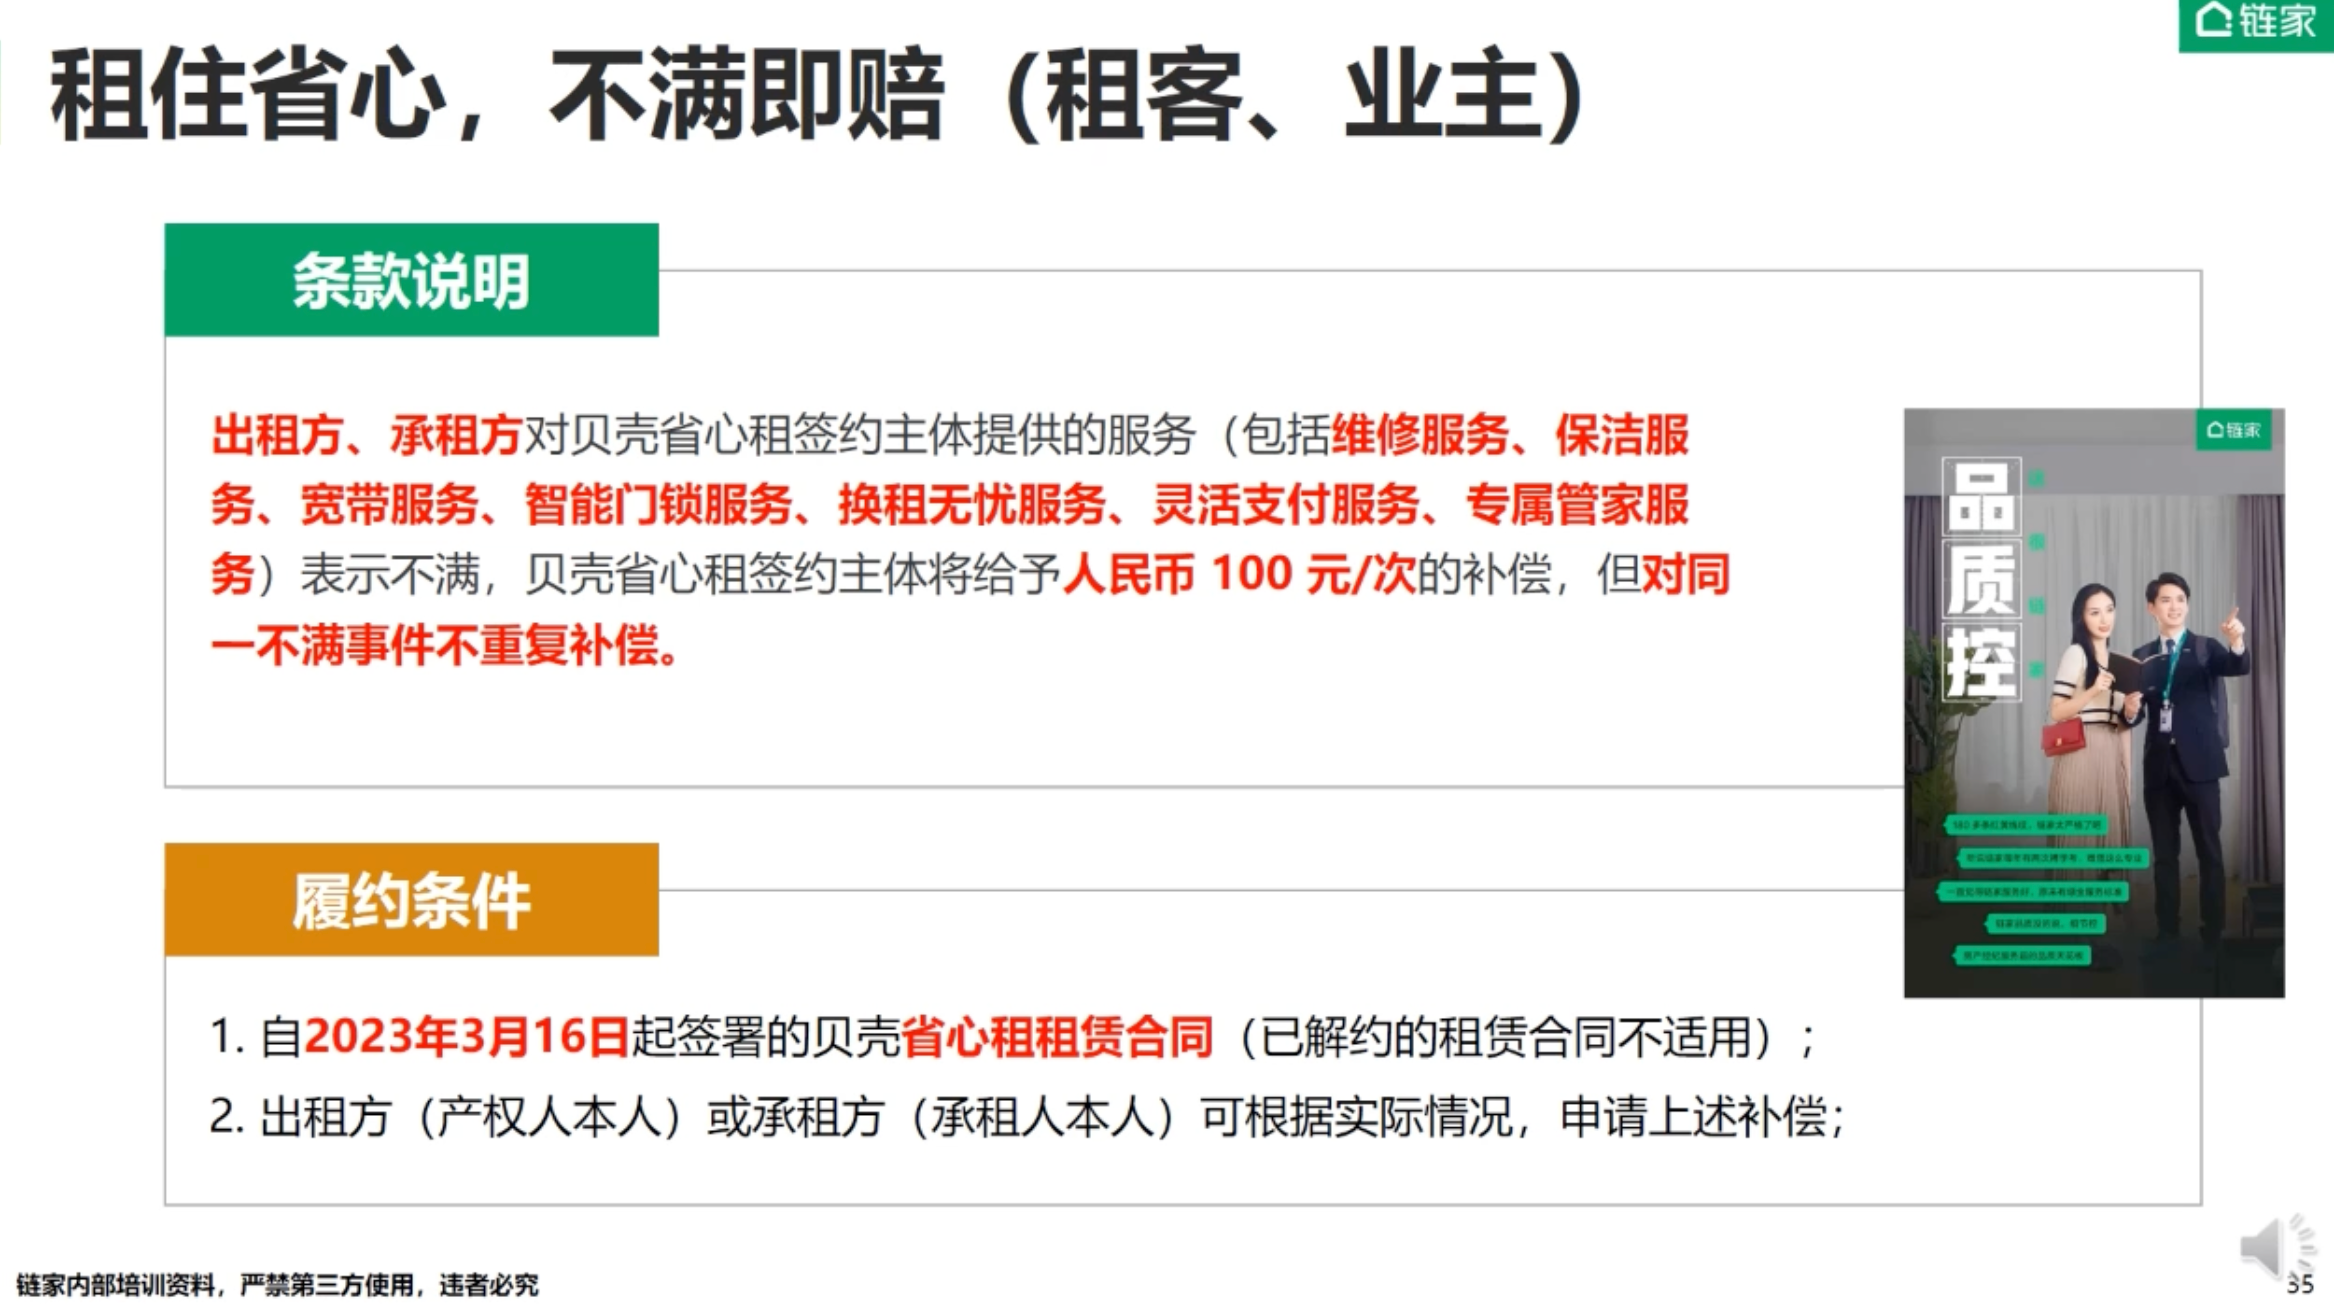 链家
租住省心，不满即赔（租客、业主）
条款说明
出租方、承租方对贝壳省心租签约主体提供的服务（包括维修服务、保洁服
务、宽带服务、智能门锁服务、换租无忧服务、灵活支付服务、专属管家服
务）表示不满，贝壳省心租签约主体将给予人民币 100 元/次的补偿，但对同
一不满事件不重复补偿。
链家
品质控
履约条件
1. 自2023年3月16日起签署的贝壳省心租租赁合同（已解约的租赁合同不适用）；
2. 出租方（产权人本人）或承租方（承租人本人）可根据实际情况，申请上述补偿；
链家内部培训资料，严禁第三方使用，违者必究
35